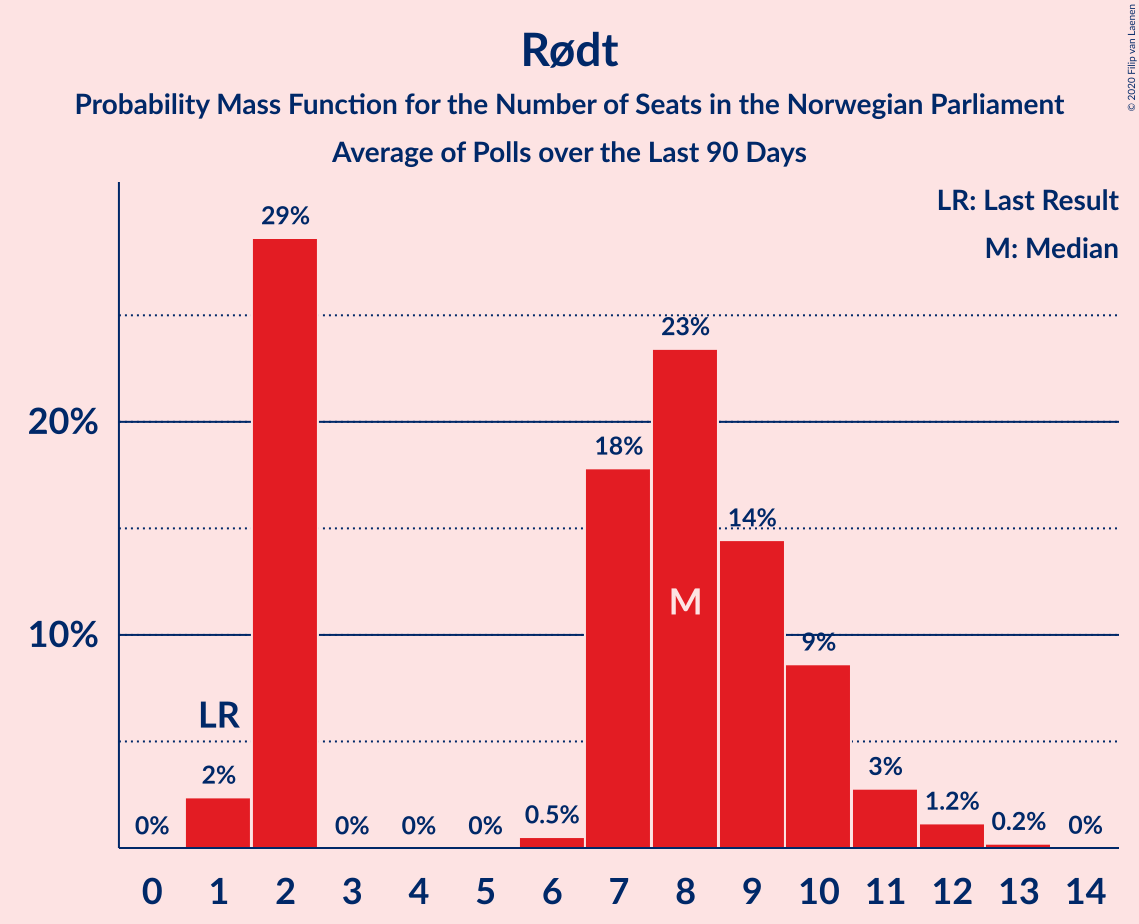 Rødt
Probability Mass Function for the Number of Seats in the Norwegian Parliament
Average of Polls over the Last 90 Days
© 2020 Filip van Laenen
LR: Last Result
M: Median
29%
23%
20%
18%
14%
M
10%
9%
LR
2%
3%
1.2%
0.5%
0.2%
0% 0% 0% 0% 0%
0 1 2 3 4 5 6 7 8 9 10 11 12 13 14